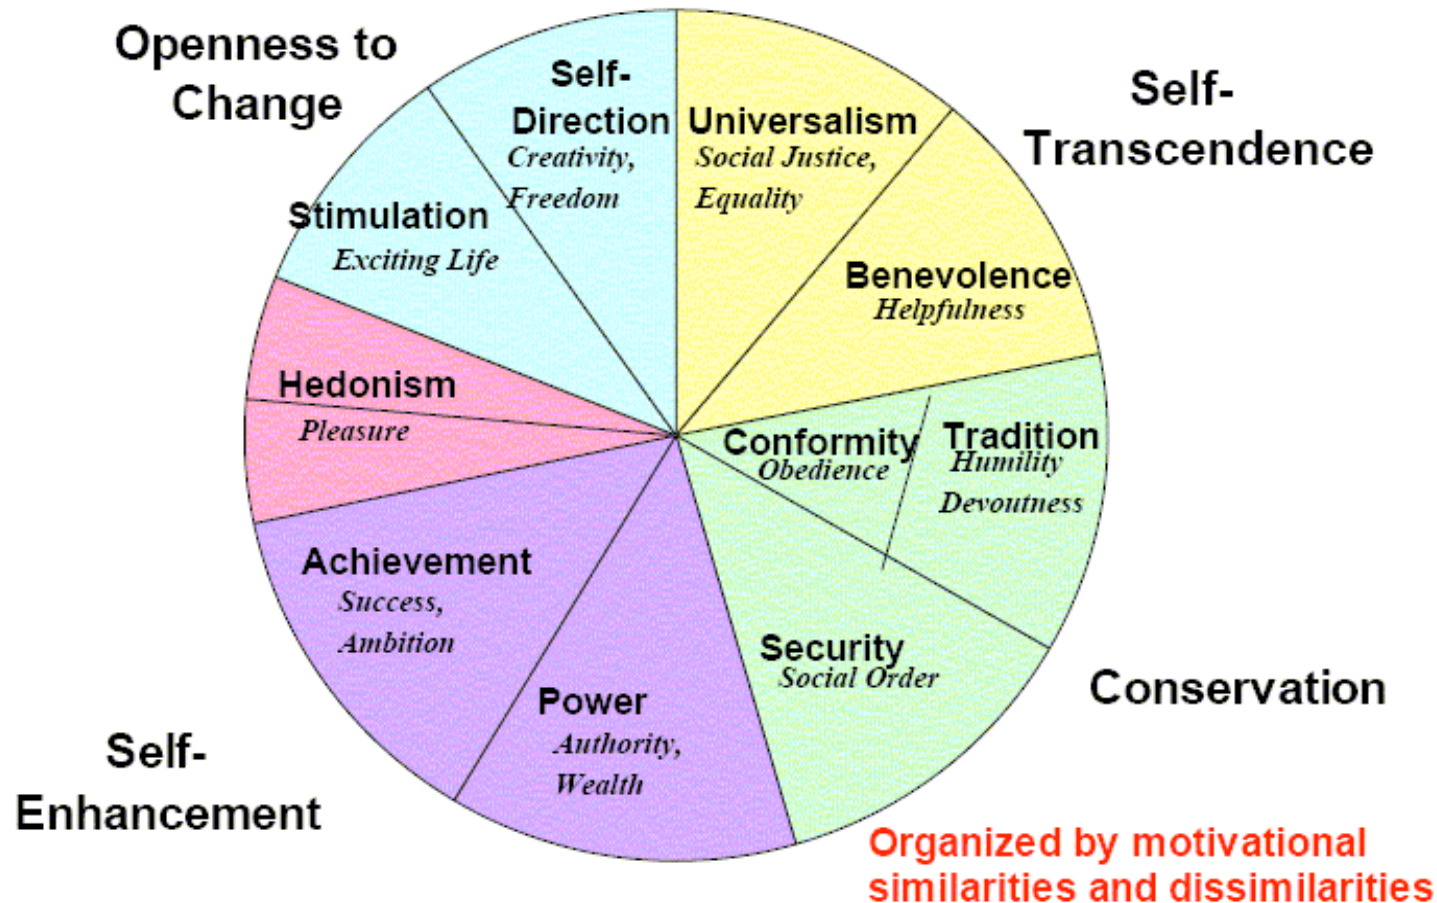 Openness to
Change
Self-
Direction
Creativity,
Freedom
Universalism
Social Justice,
Equality
Self-
Transcendence
Stimulation
Exciting Life
Benevolence
Helpfulness
Hedonism
Pleasure
Conformity
Obedience
Tradition
Humility
Devoutness
Achievement
Success,
Ambition
Power
Authority,
Wealth
Security
Social Order
Conservation
Self-
Enhancement
Organized by motivational
similarities and dissimilarities